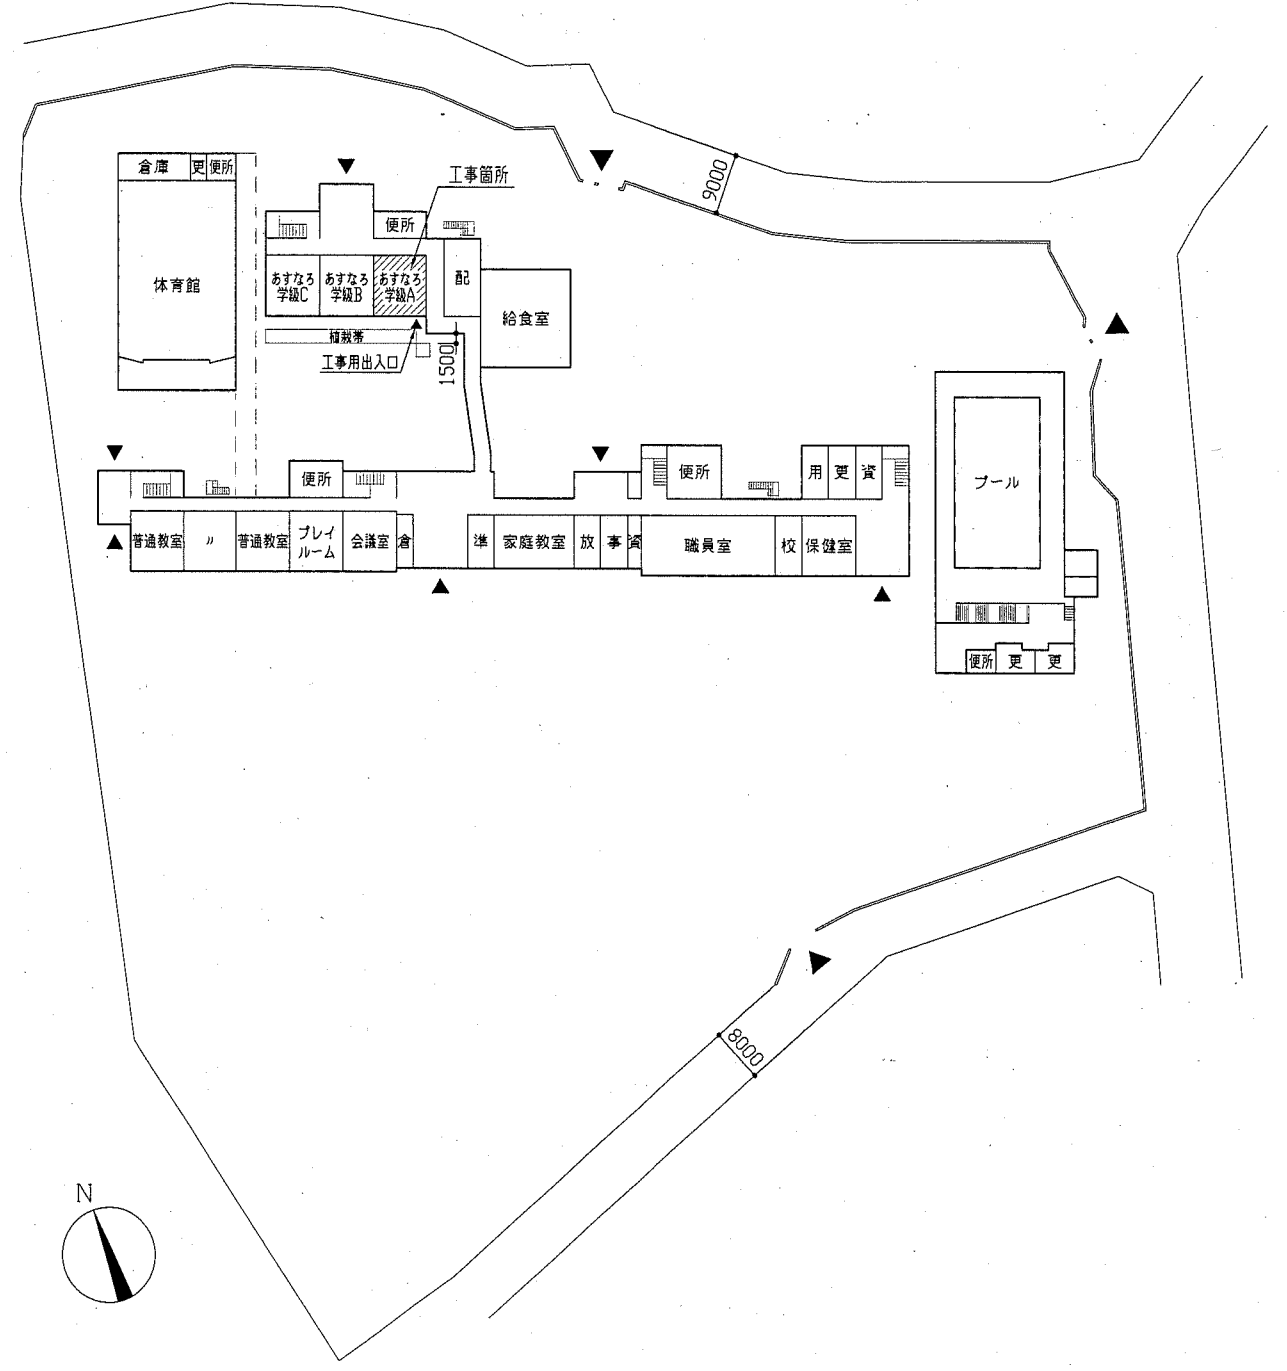 倉庫 更 便所
工事箇所
9000
便所
体育館
あすなろ
学級C
あすなろ
学級B
あすなろ
学級A
配
給食室
植栽帯
工事用出入口
1500
便所
便所
用 更 資
プール
普通教室 〃 普通教室
プレイ
ルーム
会議室 倉 準 家庭教室 放 事 資 職員室 校 保健室
便所 更 更
8000
N